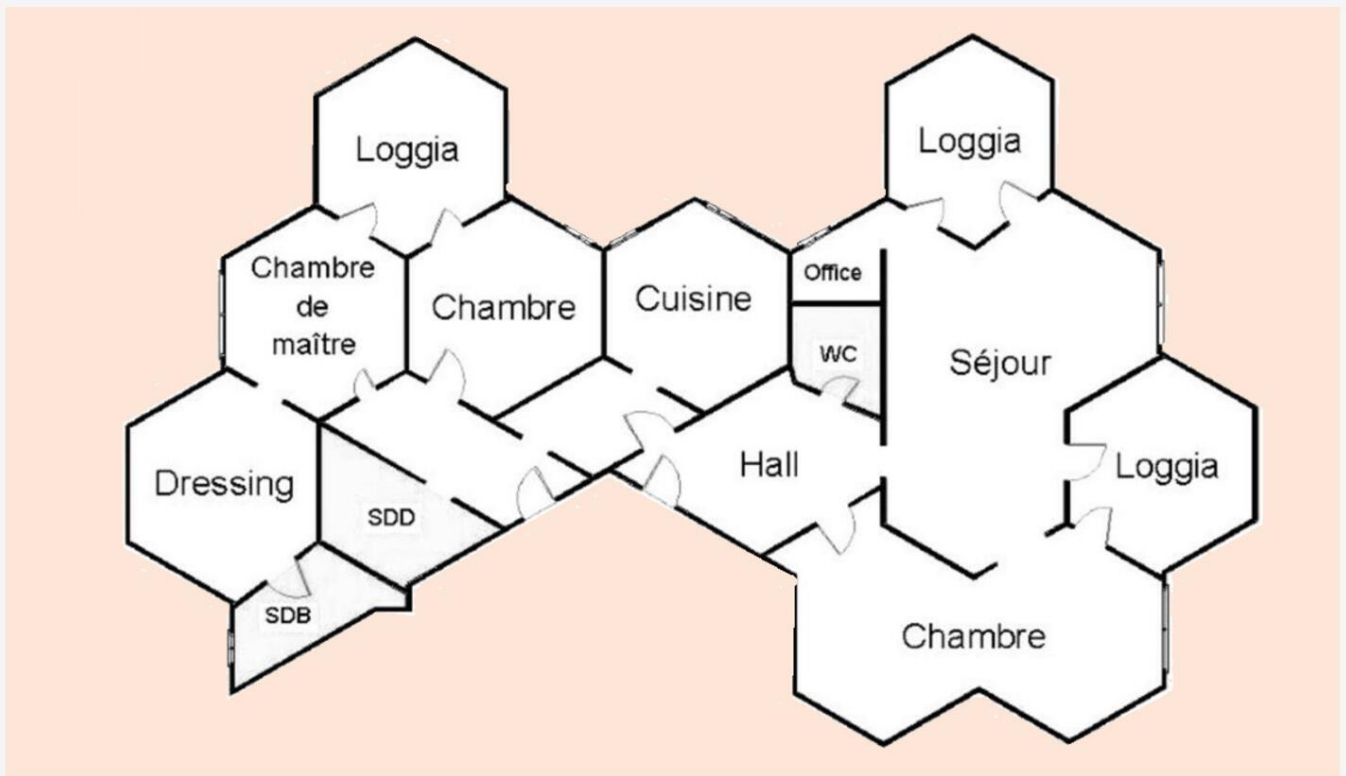 Loggia
Loggia
Chambre
de
maître
Chambre
Cuisine
Office
WC
Séjour
Dressing
SDD
Hall
Loggia
SDB
Chambre